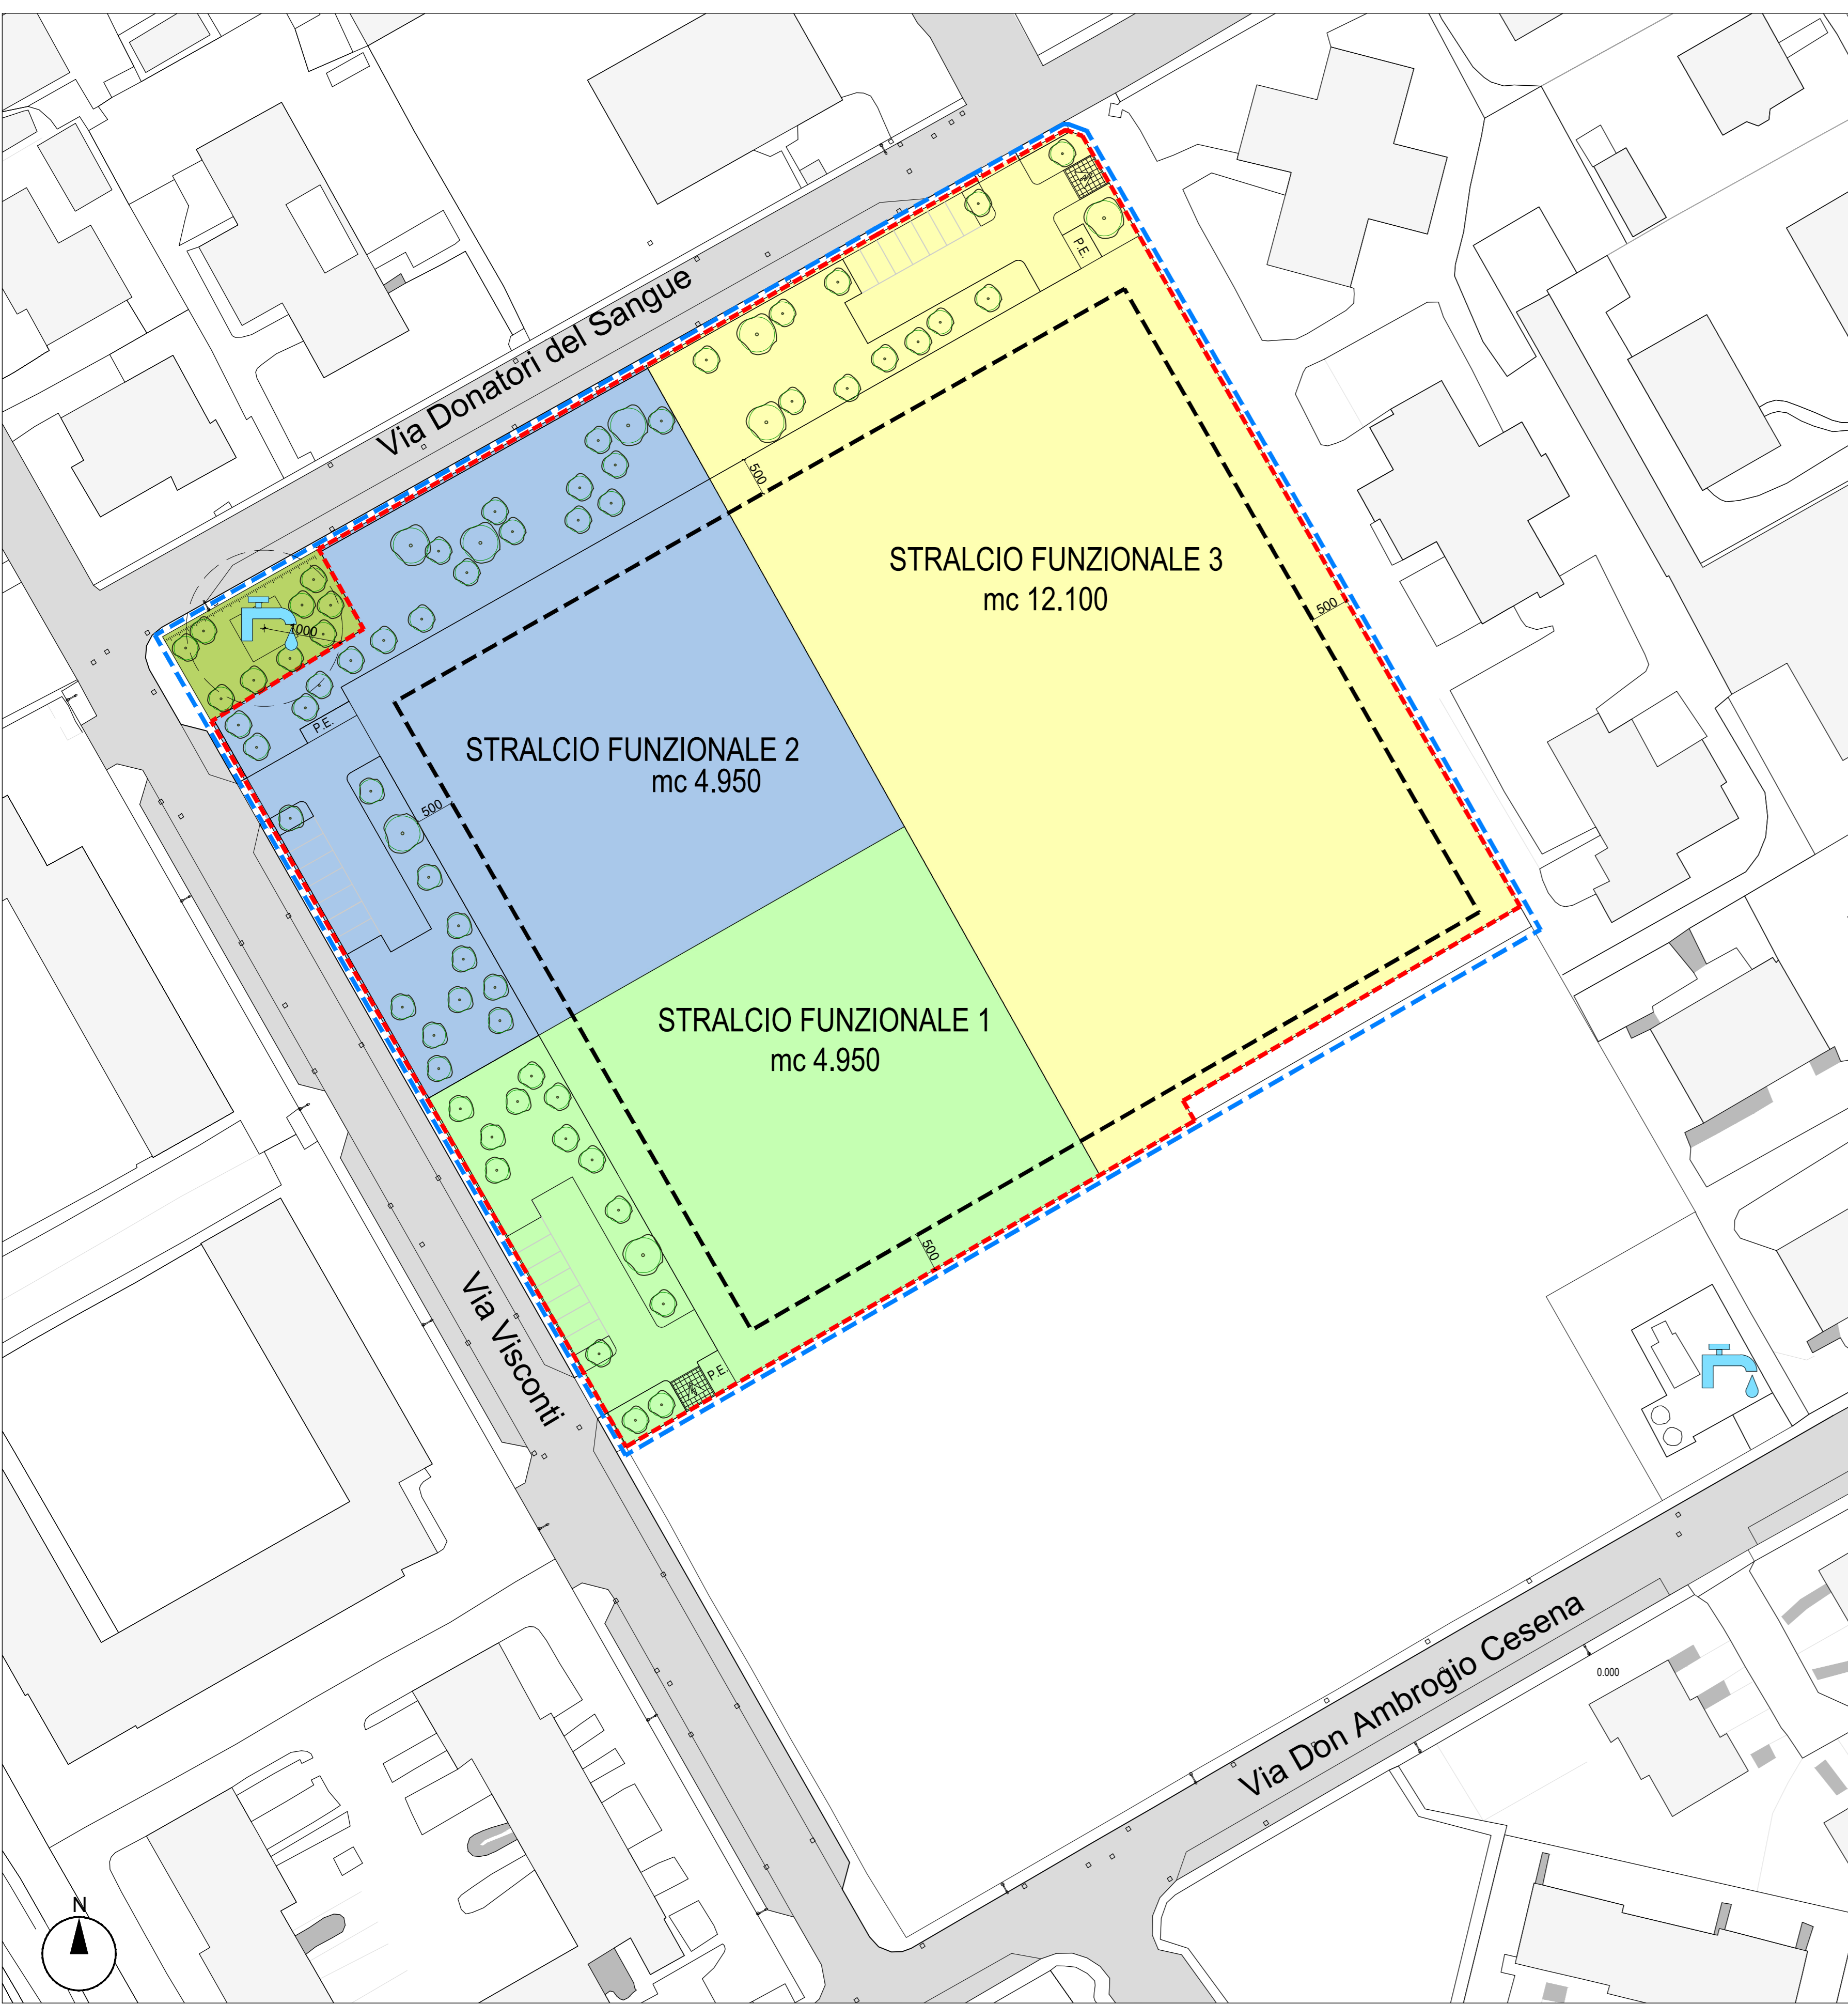 P.E.
Via Donatori del Sangue
500
STRALCIO FUNZIONALE 3
mc 12.100
500
1000
P.E.
STRALCIO FUNZIONALE 2
mc 4.950
500
STRALCIO FUNZIONALE 1
mc 4.950
500
Via Visconti
P.E.
Via Don Ambrogio Cesena
0.000
N